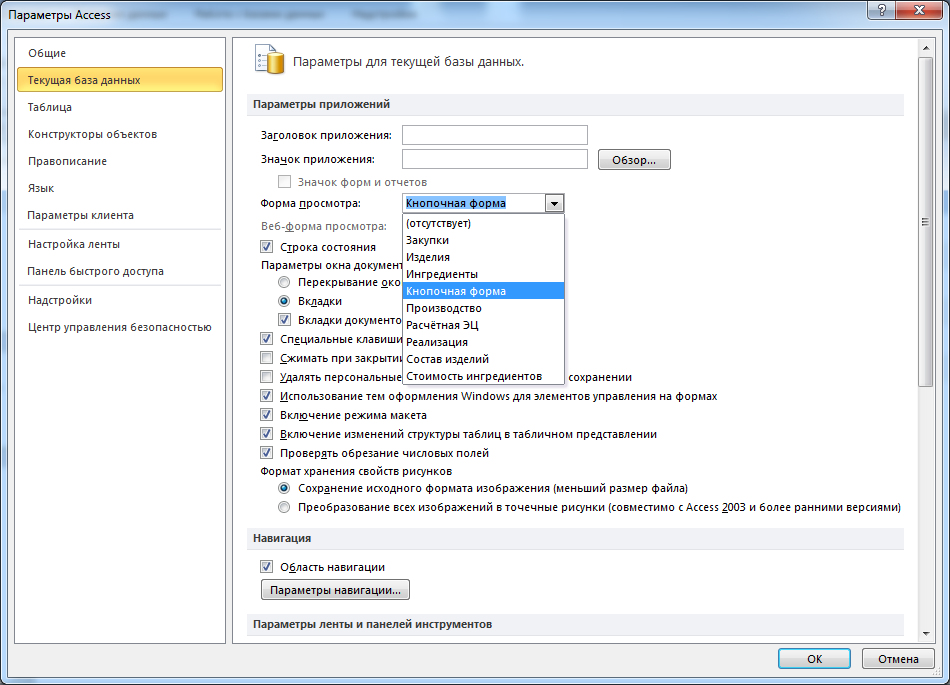 Параметры Access
Общие
Текущая база данных
Таблица
Конструкторы объектов
Правописание
Язык
Параметры клиента
Настройка ленты
Панель быстрого доступа
Надстройки
Центр управления безопасностью
Параметры для текущей базы данных.
Параметры приложений
Заголовок приложения:
Значок приложения:
Обзор...
Значок форм и отчетов
Форма просмотра:
Кнопочная форма
(отсутствует)
Закупки
Изделия
Ингредиенты
Кнопочная форма
Производство
Расчётная ЭЦ
Реализация
Состав изделий
Стоимость ингредиентов
Веб-форма просмотра:
Строка состояния
Параметры окна документ
Перекрывание око
Вкладки
Вкладки документо
Специальные клавиши
Сжимать при закрытии
Удалять персональные сохранении
Использование тем оформления Windows для элементов управления на формах
Включение режима макета
Включение изменений структуры таблиц в табличном представлении
Проверять обрезание числовых полей
Формат хранения свойств рисунков
Сохранение исходного формата изображения (меньший размер файла)
Преобразование всех изображений в точечные рисунки (совместимо с Access 2003 и более ранними версиями)
Навигация
Область навигации
Параметры навигации...
Параметры ленты и панелей инструментов
ОК
Отмена